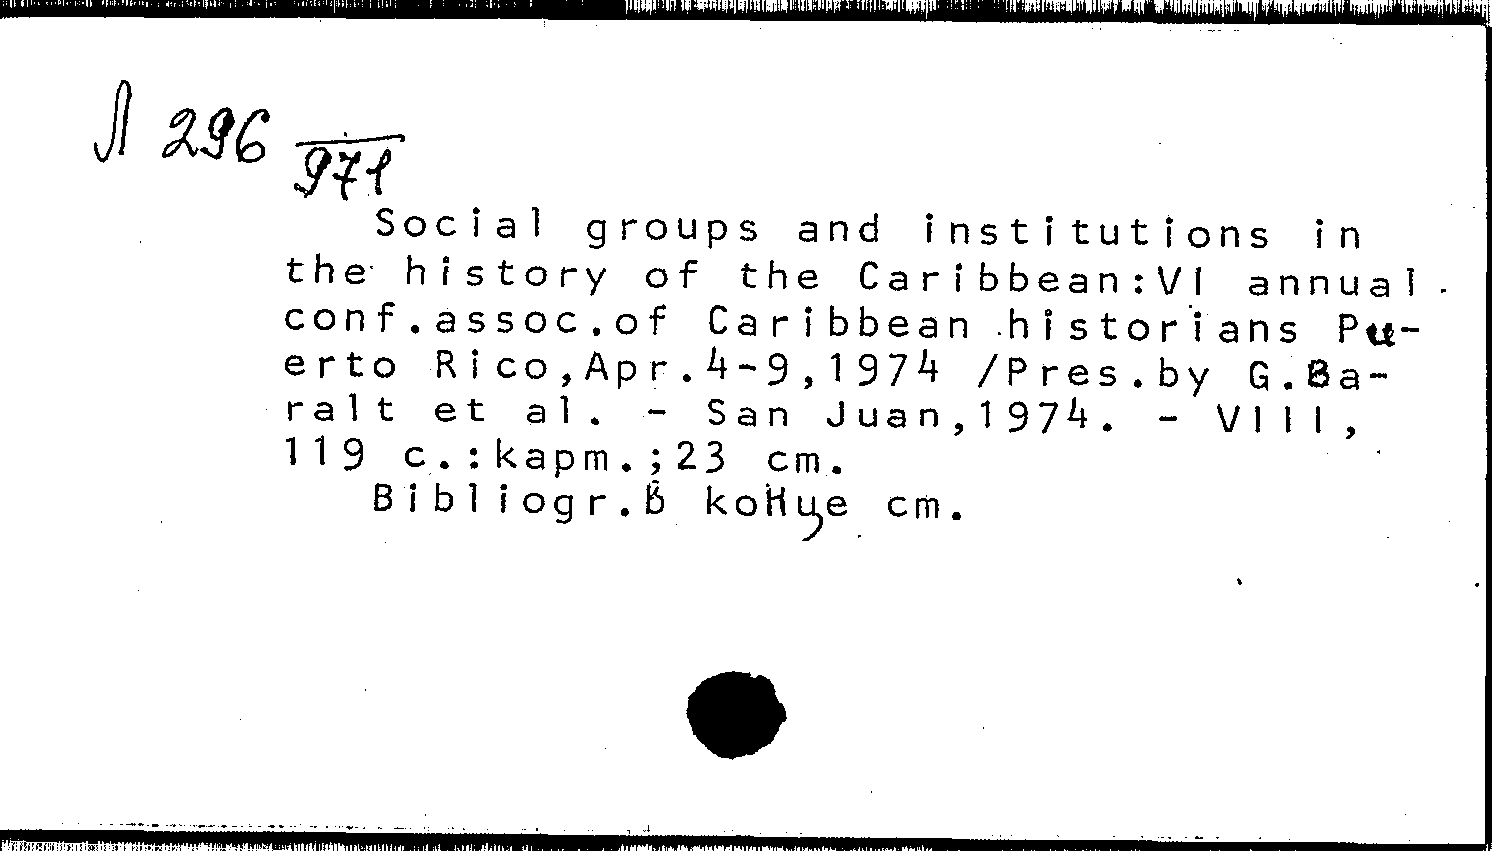 Л 296
971
Social groups and institutions in
the history of the Caribbean:VI annual
conf.assoc.of Caribbean historians Pu-
erto Rico,Apr.4-9,1974 /Pres.by G.Ba-
ralt et al. - San Juan,1974. - VIII,
119 c.:kapm.;23 cm.
Bibliogr.в koнце cm.